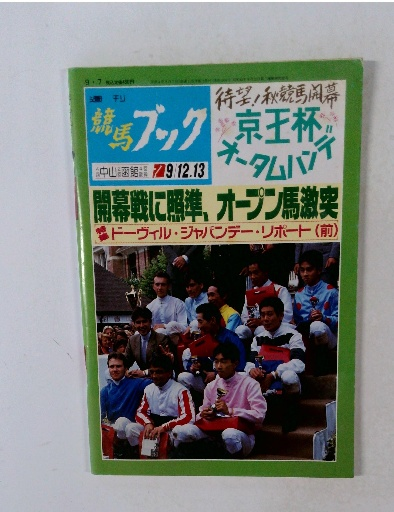 9・7
週刊
競馬ブック
中山 函館 9/12.13
待望!秋競馬開幕
京王杯
オータムハンデ
開幕戦に照準、オープン馬激突
ドーヴィル・ジャパンデー・リポート(前)